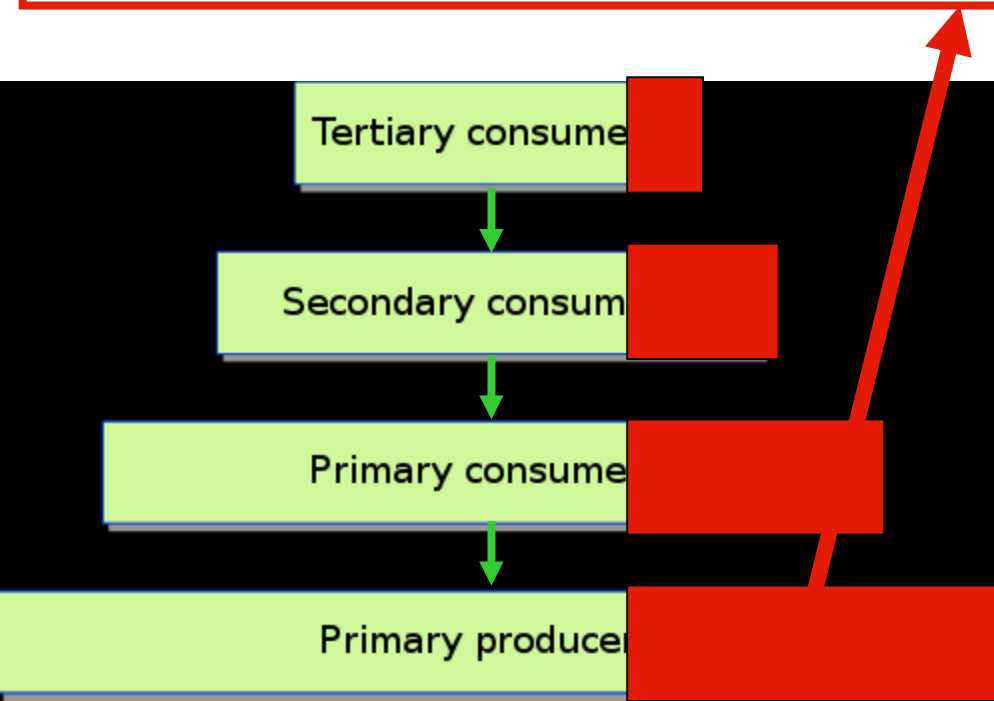 Tertiary consume
Secondary consum
Primary consume
Primary producer